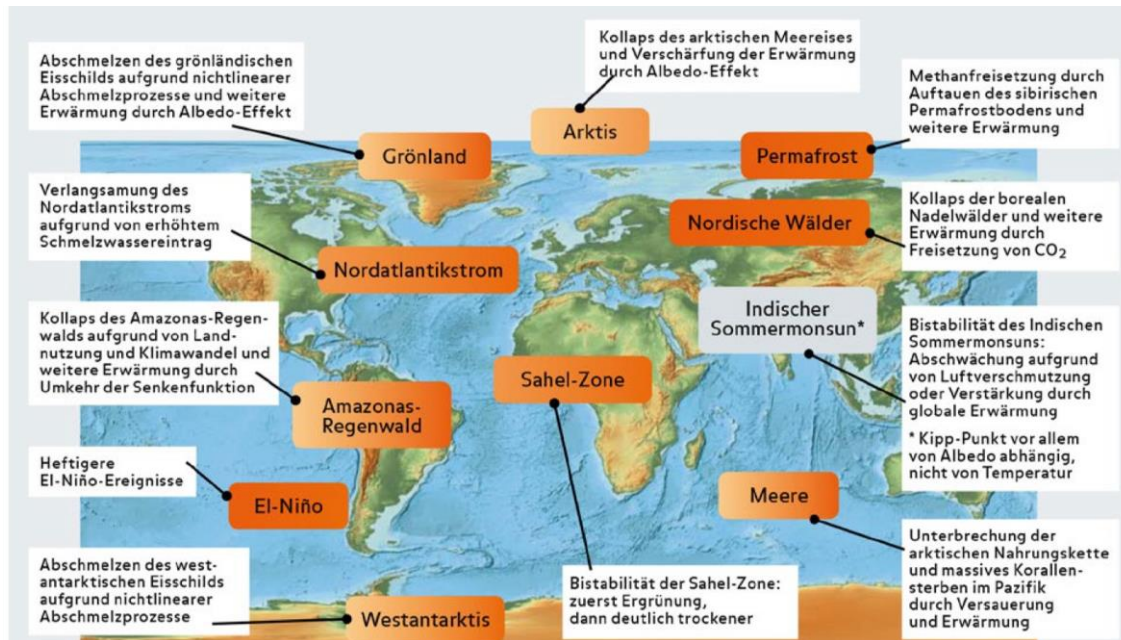 Abschmelzen des grönländischen
Eisschilds aufgrund nichtlinearer
Abschmelzprozesse und weitere
Erwärmung durch Albedo-Effekt
Kollaps des arktischen Meereises
und Verschärfung der Erwärmung
durch Albedo-Effekt
Methanfreisetzung durch
Auftauen des sibirischen
Permafrostbodens und
weitere Erwärmung
Arktis
Grönland
Permafrost
Verlangsamung des
Nordatlantikstroms
aufgrund von erhöhtem
Schmelzwassereintrag
Nordische Wälder
Kollaps der borealen
Nadelwälder und weitere
Erwärmung durch
Freisetzung von CO₂
Nordatlantikstrom
Indischer
Sommermonsun*
Kollaps des Amazonas-Regen-
walds aufgrund von Land-
nutzung und Klimawandel und
weitere Erwärmung durch
Umkehr der Senkenfunktion
Bistabilität des Indischen
Sommermonsuns:
Abschwächung aufgrund
von Luftverschmutzung
oder Verstärkung durch
globale Erwärmung
* Kipp-Punkt vor allem
von Albedo abhängig,
nicht von Temperatur
Sahel-Zone
Amazonas-
Regenwald
Heftigere
El-Niño-Ereignisse
El-Niño
Meere
Abschmelzen des west-
antarktischen Eisschilds
aufgrund nichtlinearer
Abschmelzprozesse
Westantarktis
Bistabilität der Sahel-Zone:
zuerst Ergrünung,
dann deutlich trockener
Unterbrechung der
arktischen Nahrungskette
und massives Korallen-
sterben im Pazifik
durch Versauerung
und Erwärmung